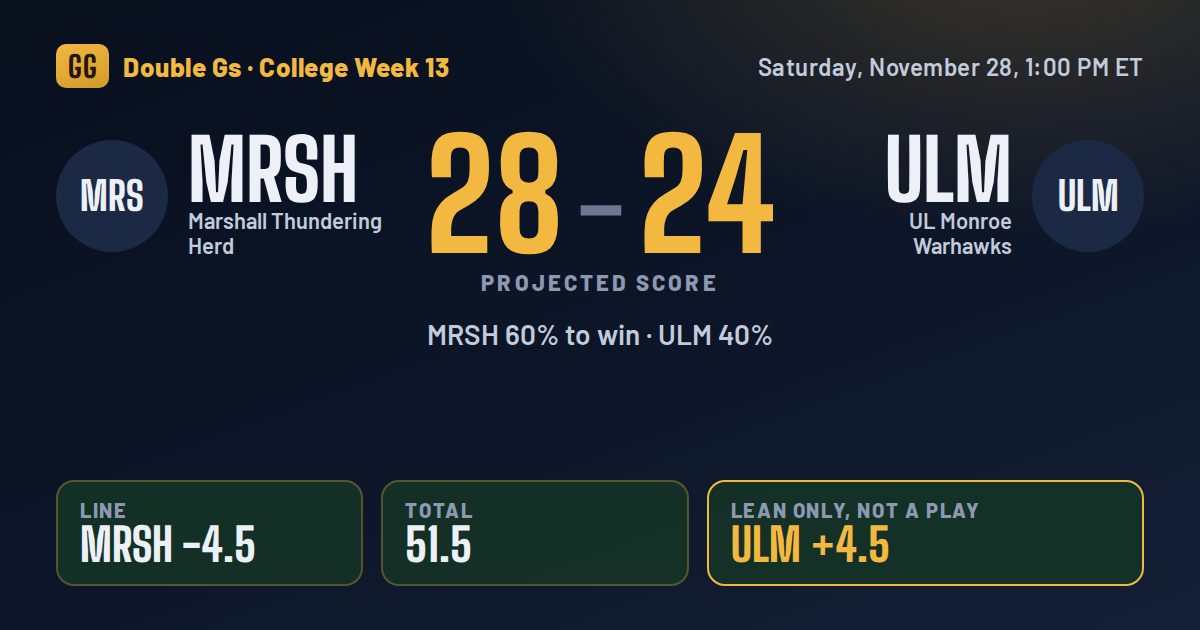 GG
Double Gs · College Week 13
Saturday, November 28, 1:00 PM ET
MRS
MRSH
Marshall Thundering
Herd
28 – 24
PROJECTED SCORE
MRSH 60% to win · ULM 40%
ULM
UL Monroe
Warhawks
ULM
LINE
MRSH −4.5
TOTAL
51.5
LEAN ONLY, NOT A PLAY
ULM +4.5